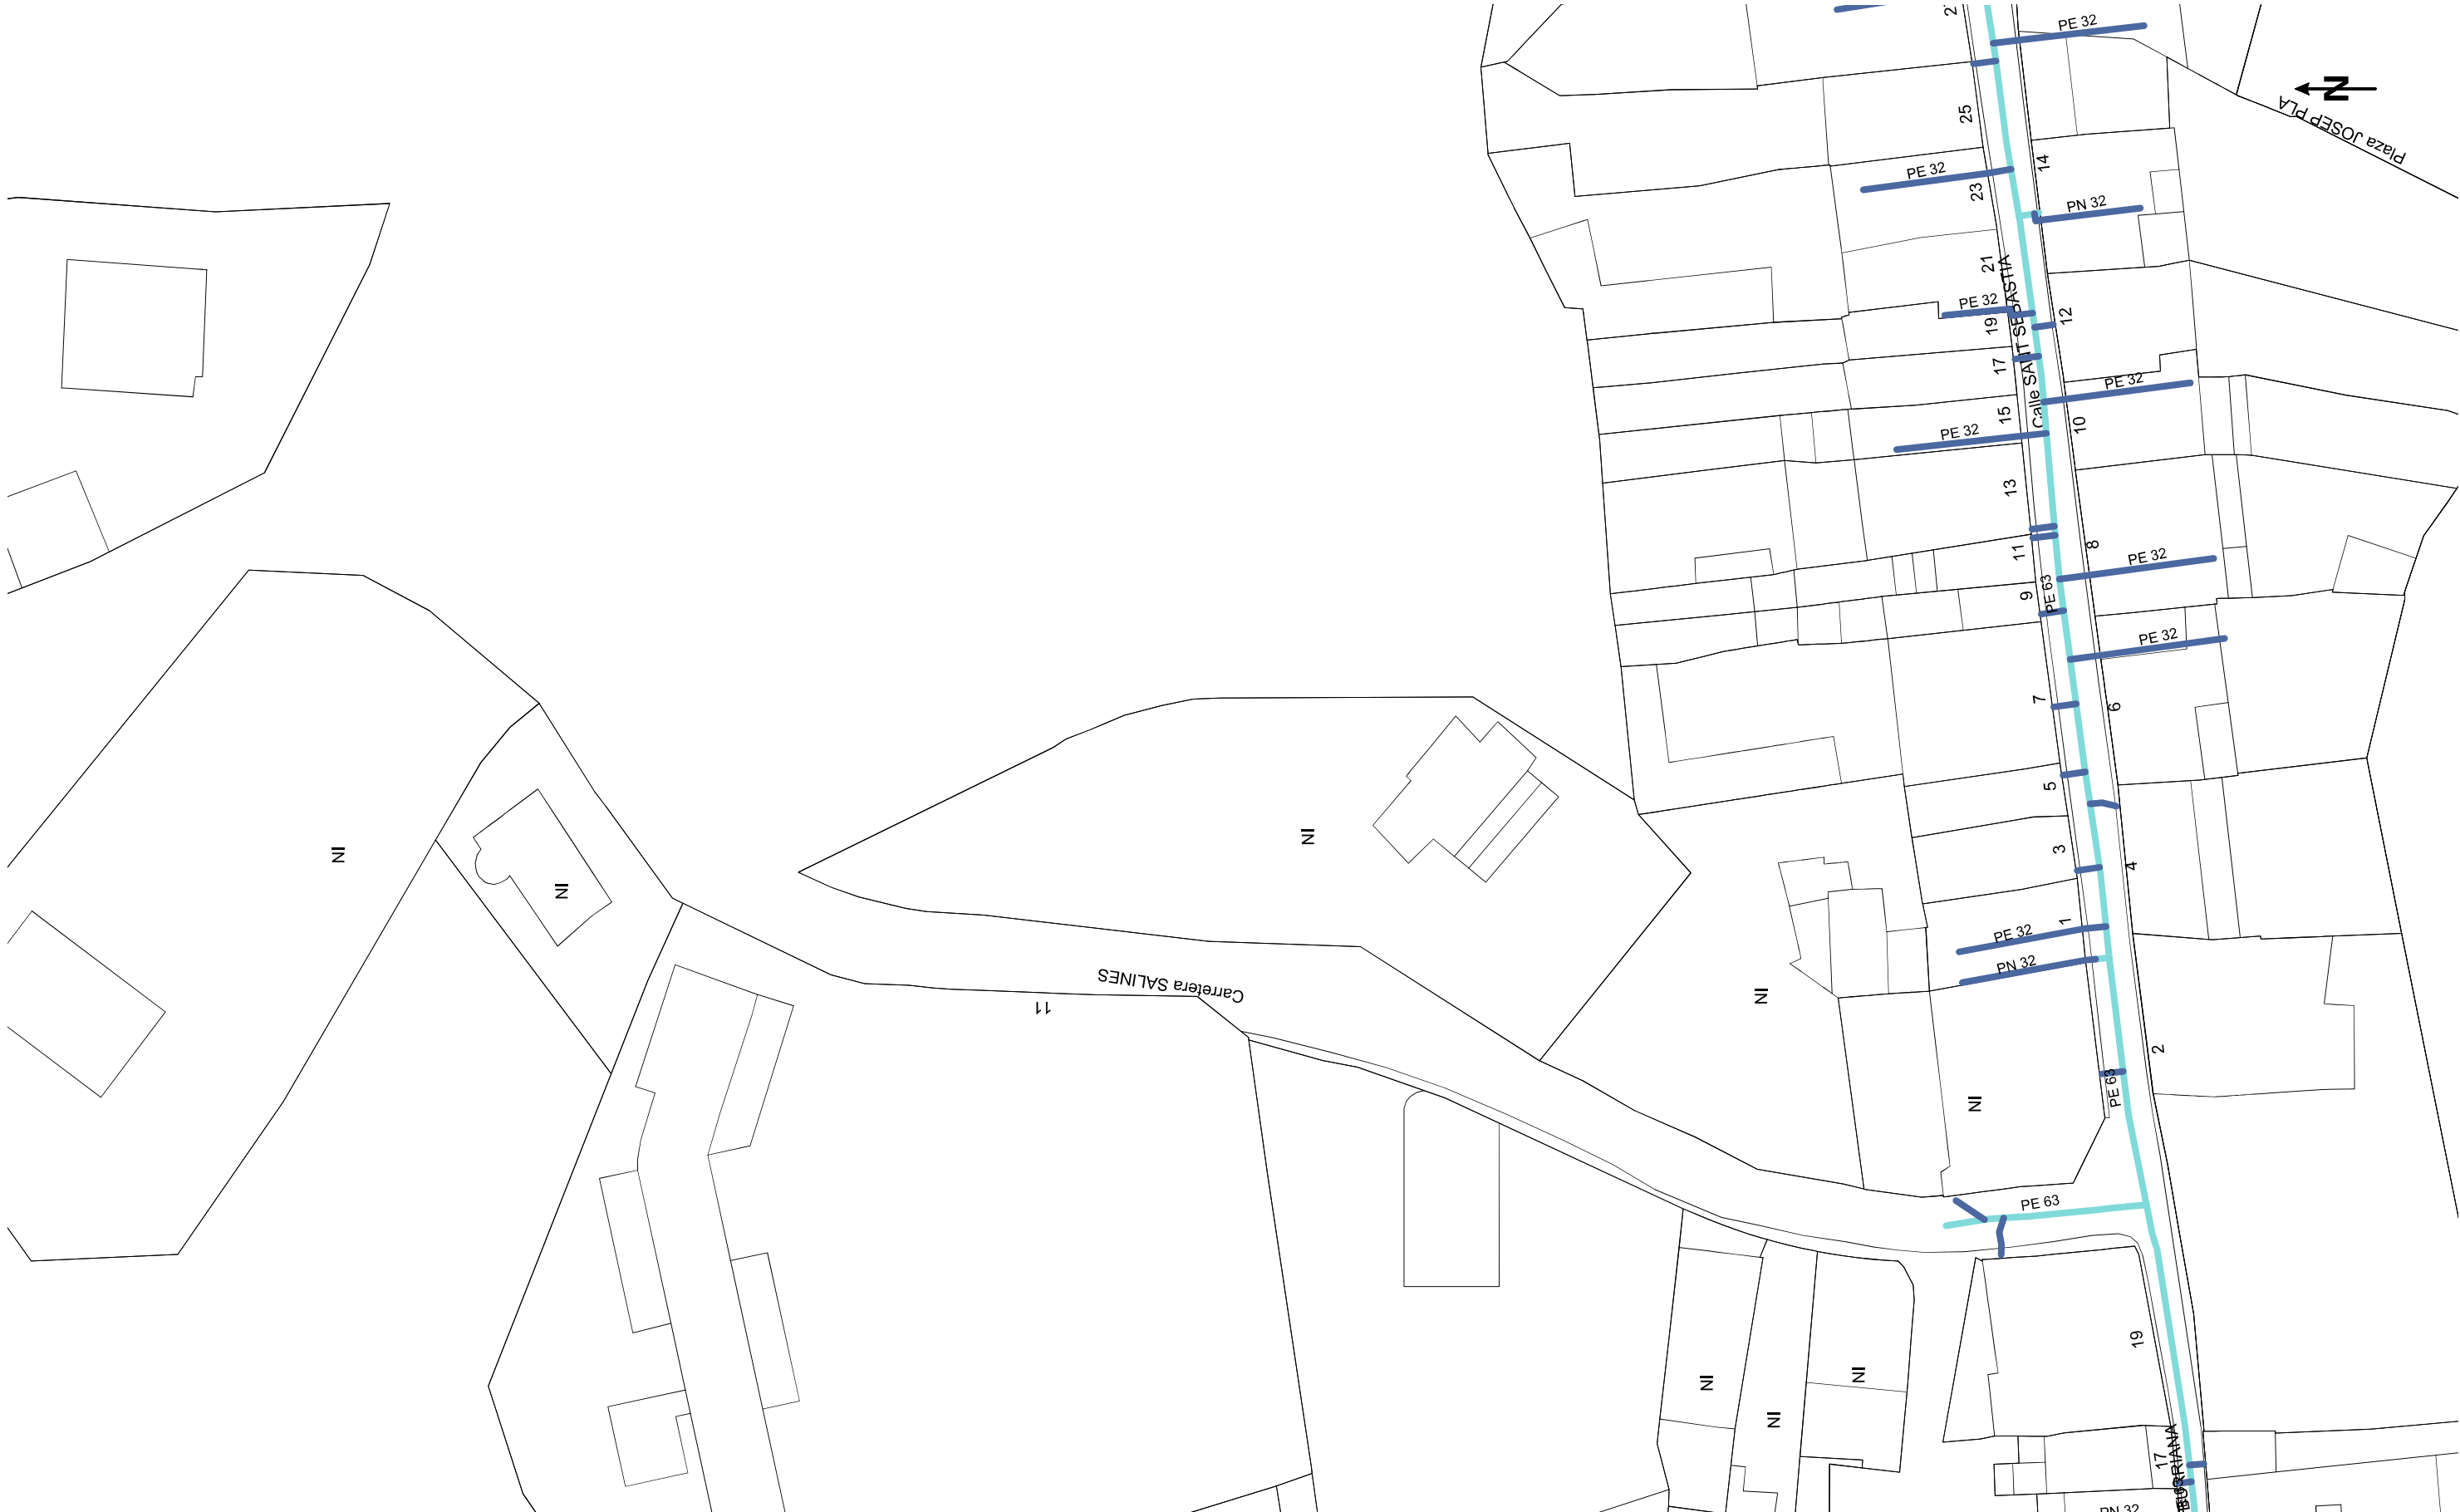 PE 32
N
Plaza JOSEP PLA
25
14
PE 32
23
PN 32
21
PE 32
19
12
Calle SANT SEBASTIA
17
PE 32
15
10
PE 32
13
8
11
PE 32
9
PE 63
PE 32
7
6
5
3
4
1
PE 32
PN 32
2
PE 63
NI
NI
NI
NI
NI
Carretera SALINES
11
PE 63
19
NI
NI
NI
17
PN 32